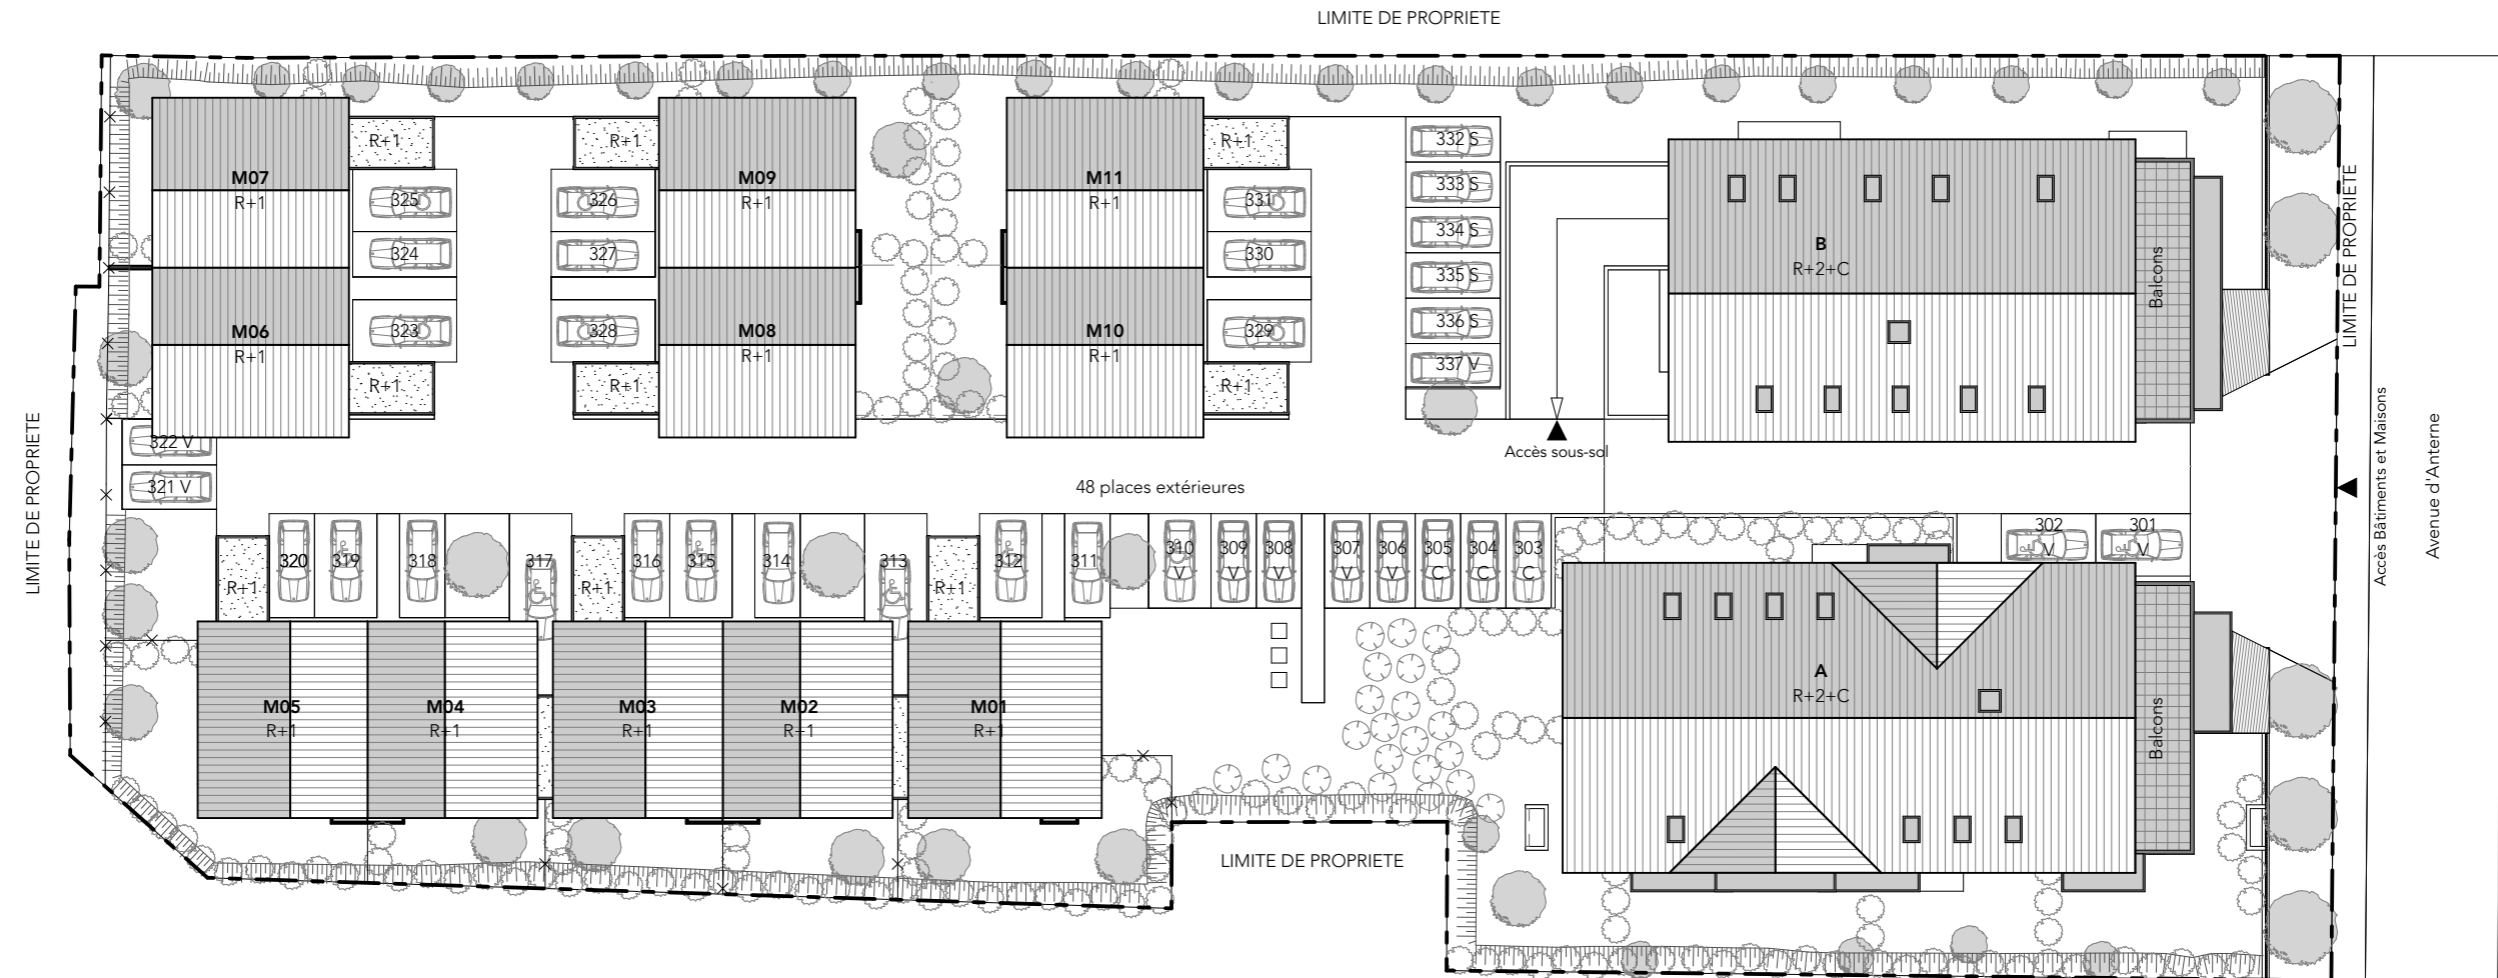 LIMITE DE PROPRIETE
R+1
R+1
R+1
332 S
M07
R+1
M09
R+1
M11
R+1
333 S
325
326
331
334 S
324
327
330
335 S
B
R+2+C
Balcons
LIMITE DE PROPRIETE
M06
R+1
323
328
M08
R+1
M10
R+1
329
336 S
337 V
R+1
R+1
R+1
322 V
321 V
Accès sous-sol
48 places extérieures
Accés Bâtiments et Maisons
Avenue d'Anterne
LIMITE DE PROPRIETE
R+1
320
319
318
317
R+1
316
315
314
313
R+1
312
311
310
V
309
V
308
V
307
V
306
V
305
C
304
C
303
C
302
V
301
V
M05
R+1
M04
R+1
M03
R+1
M02
R+1
M01
R+1
A
R+2+C
Balcons
LIMITE DE PROPRIETE